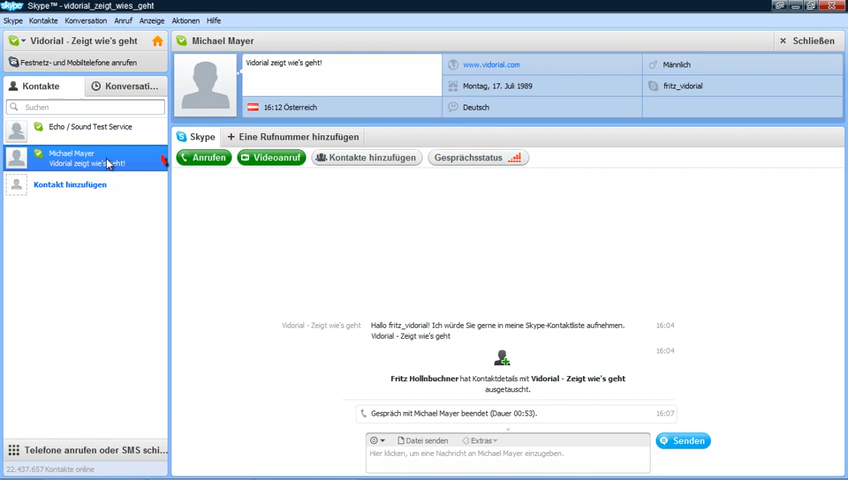 Skype™ - vidorial_zeigt_wies_geht
Skype Kontakte Konversation Anruf Anzeige Aktionen Hilfe
Vidorial - Zeigt wie's geht
Festnetz- und Mobiltelefone anrufen
Kontakte Konversati...
Suchen
Echo / Sound Test Service
Michael Mayer
Vidorial zeigt wie's geht!
Kontakt hinzufügen
Telefone anrufen oder SMS schi...
22.437.657 Kontakte online
Michael Mayer Schließen
Vidorial zeigt wie's geht!
16:12 Österreich
www.vidorial.com
Montag, 17. Juli 1989
Deutsch
Männlich
fritz_vidorial
Skype Eine Rufnummer hinzufügen
Anrufen Videoanruf Kontakte hinzufügen Gesprächsstatus
Vidorial - Zeigt wie's geht Hallo fritz_vidorial! Ich würde Sie gerne in meine Skype-Kontaktliste aufnehmen. 16:04
Vidorial - Zeigt wie's geht
16:04
Fritz Hollnbuchner hat Kontaktdetails mit Vidorial - Zeigt wie's geht
ausgetauscht.
Gespräch mit Michael Mayer beendet (Dauer 00:53). 16:07
Datei senden Extras
Hier klicken, um eine Nachricht an Michael Mayer einzugeben.
Senden